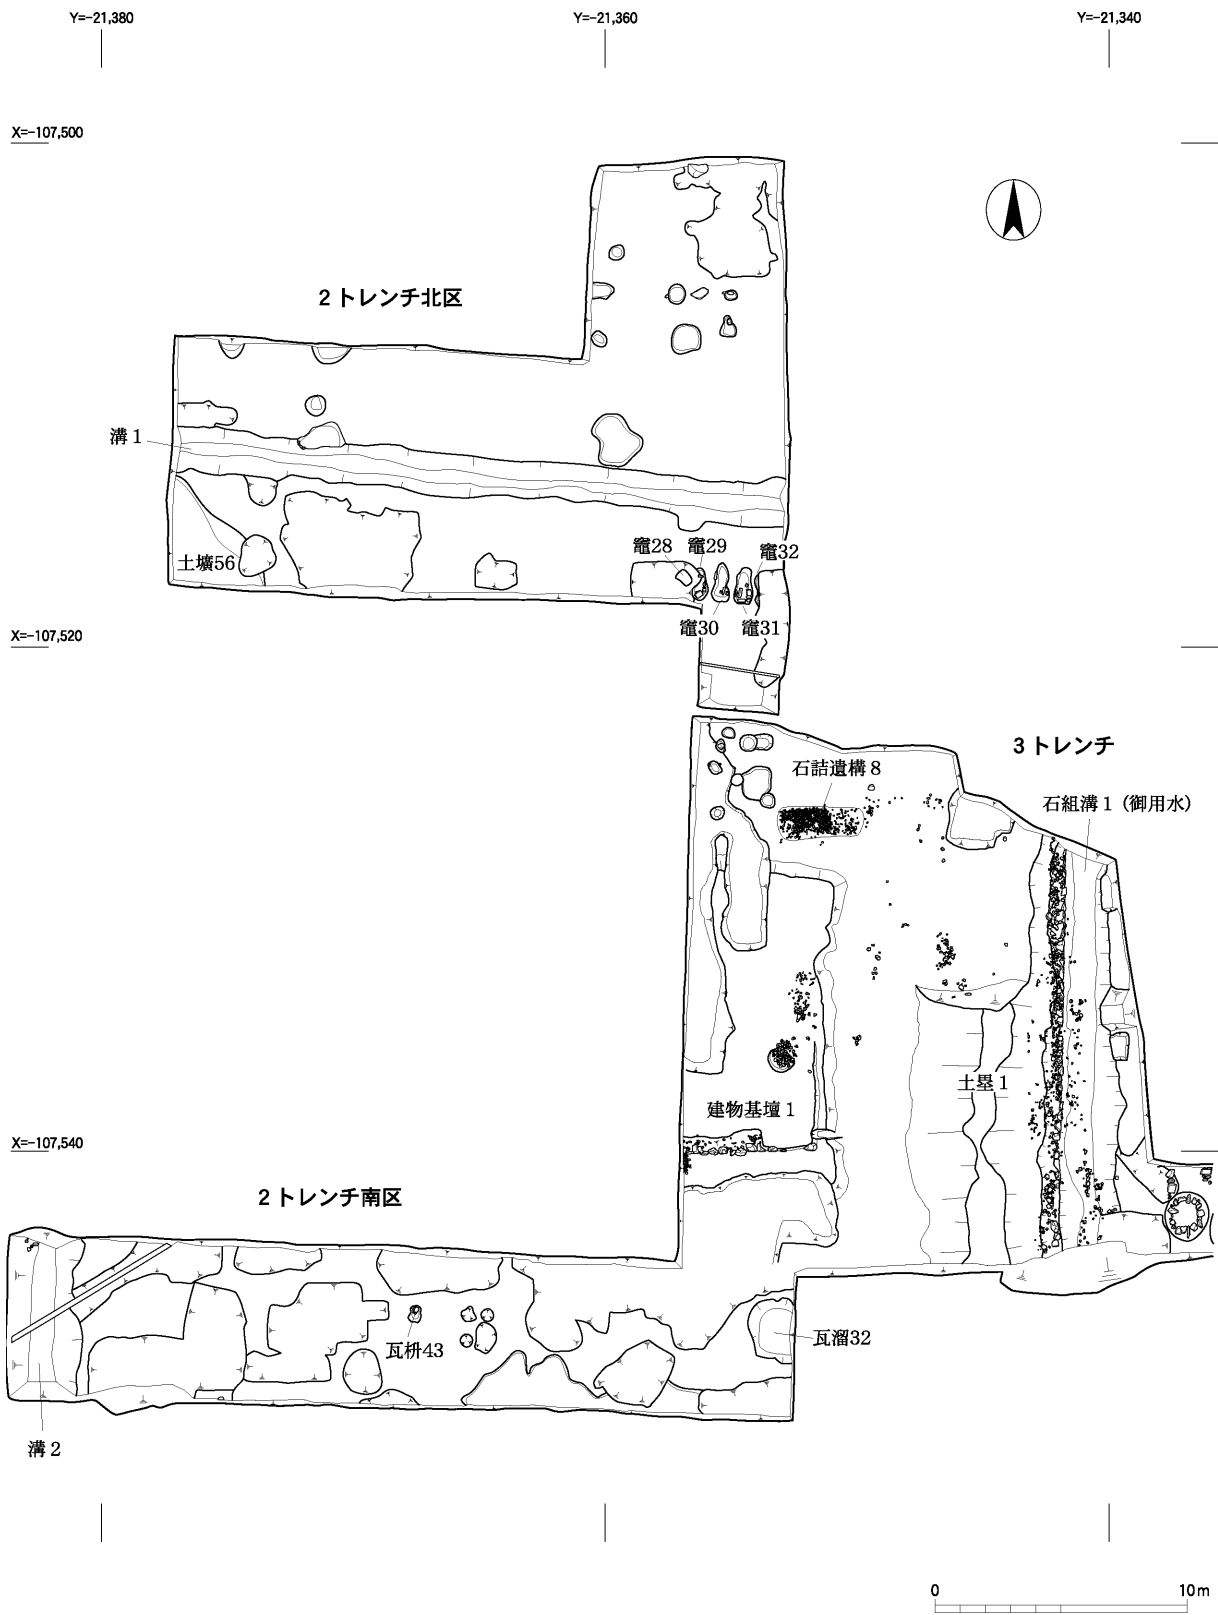 Y=−21,380
Y=−21,360
Y=−21,340
X=−107,500
2トレンチ北区
溝1
土壙56
竈28
竈29
竈32
竈30
竈31
X=−107,520
3トレンチ
石詰遺構8
石組溝1（御用水）
土塁1
建物基壇1
X=−107,540
2トレンチ南区
瓦枡43
瓦溜32
溝2
0
10m